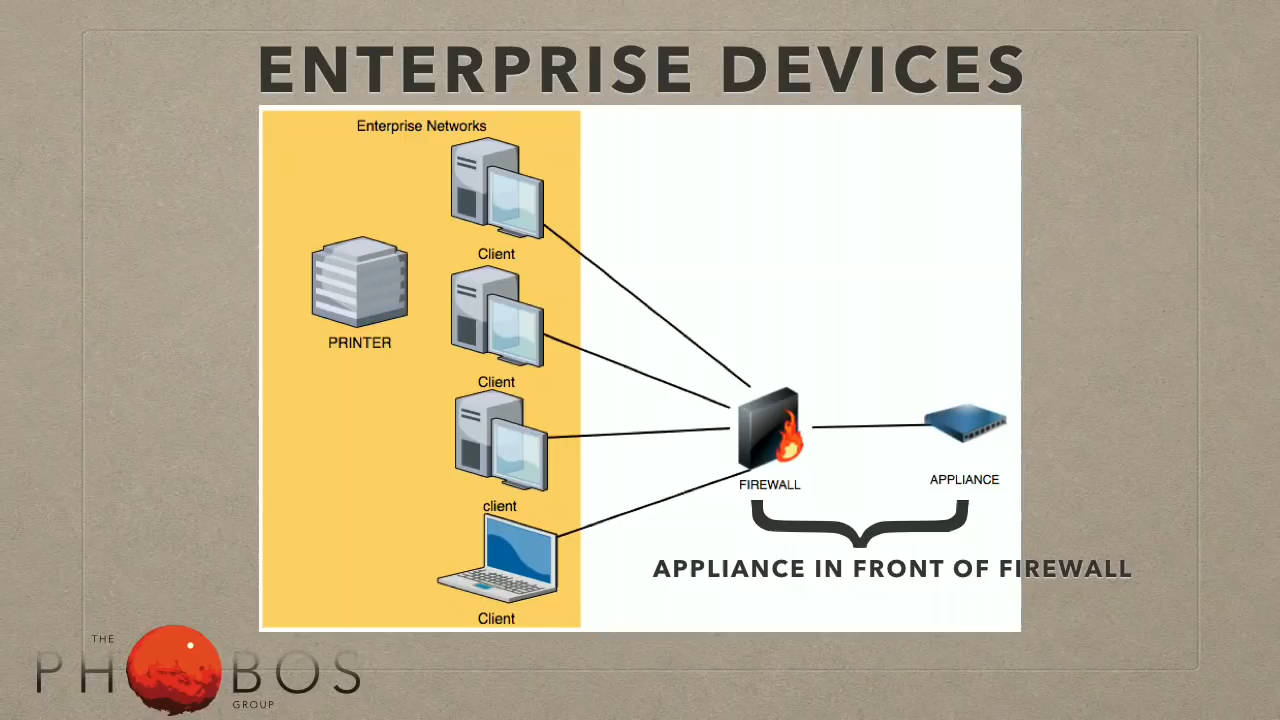 ENTERPRISE DEVICES
Enterprise Networks
Client
PRINTER
Client
client
Client
FIREWALL
APPLIANCE
APPLIANCE IN FRONT OF FIREWALL
THE
PHOBOS
GROUP